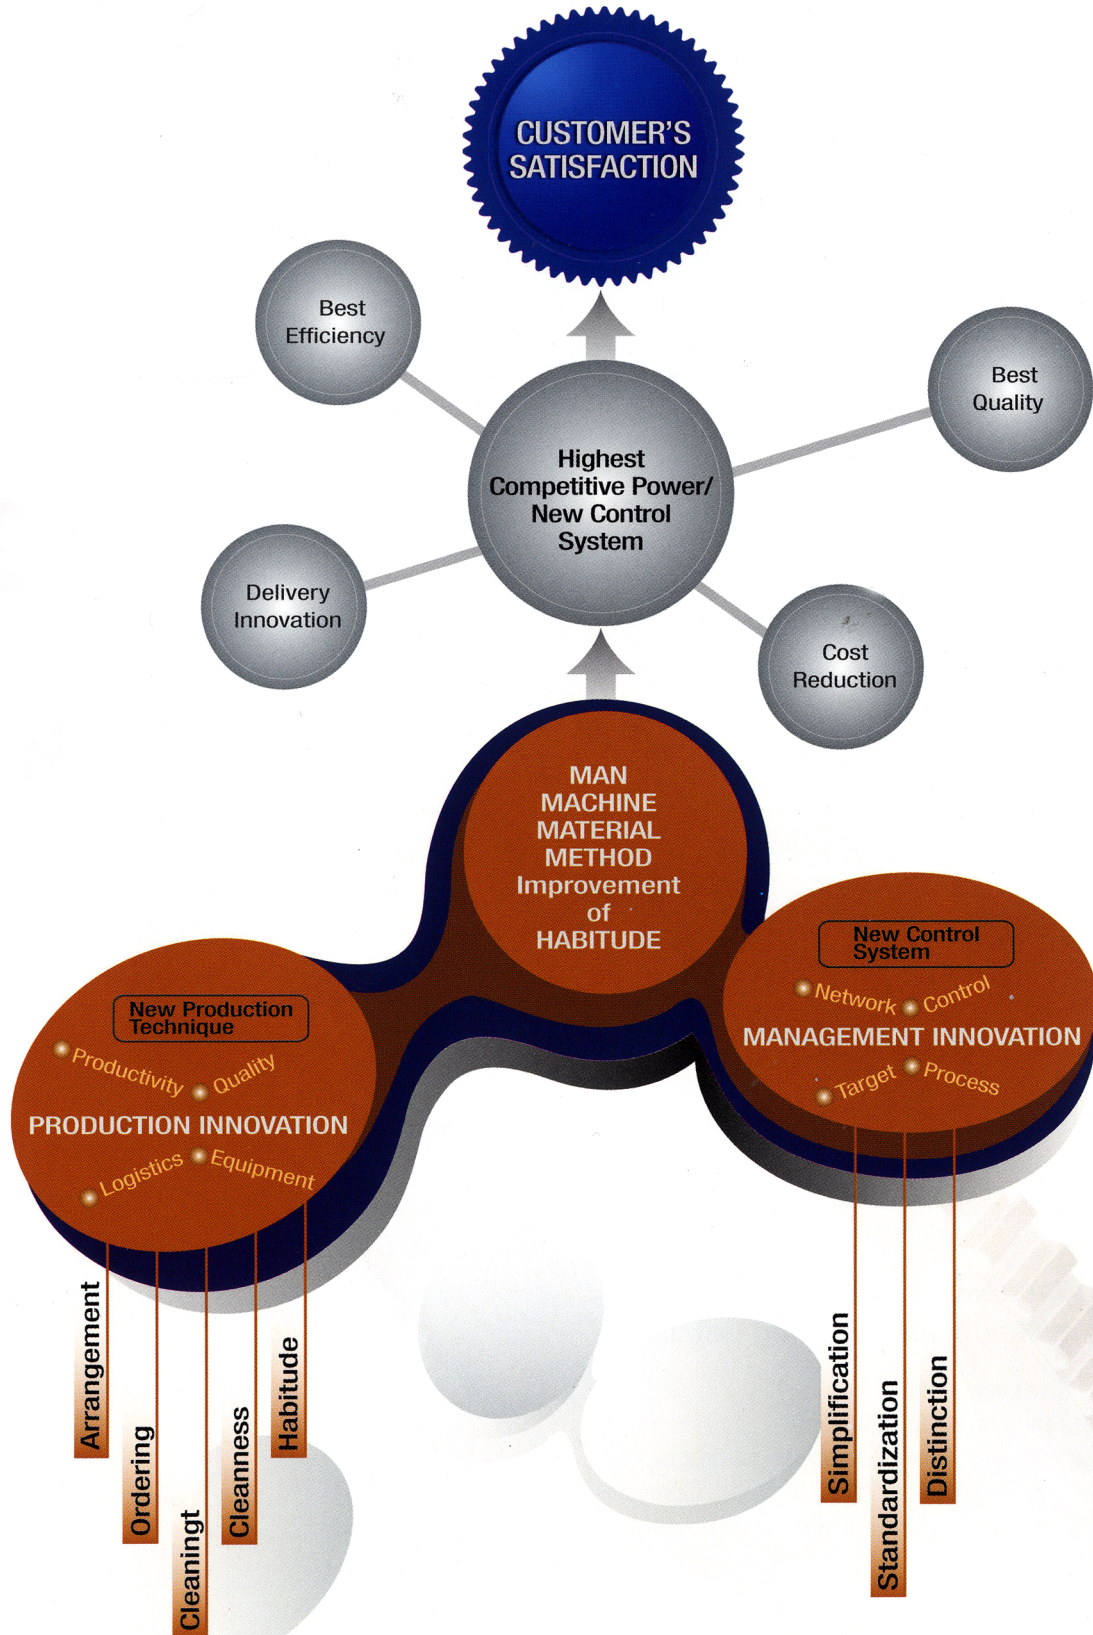 CUSTOMER'S
SATISFACTION
Best
Efficiency
Best
Quality
Highest
Competitive Power/
New Control
System
Delivery
Innovation
Cost
Reduction
MAN
MACHINE
MATERIAL
METHOD
Improvement
of
HABITUDE
New Production
Technique
Productivity
Quality
PRODUCTION INNOVATION
Logistics
Equipment
New Control
System
Network
Control
MANAGEMENT INNOVATION
Target
Process
Arrangement
Ordering
Cleaningt
Cleanness
Habitude
Simplification
Standardization
Distinction